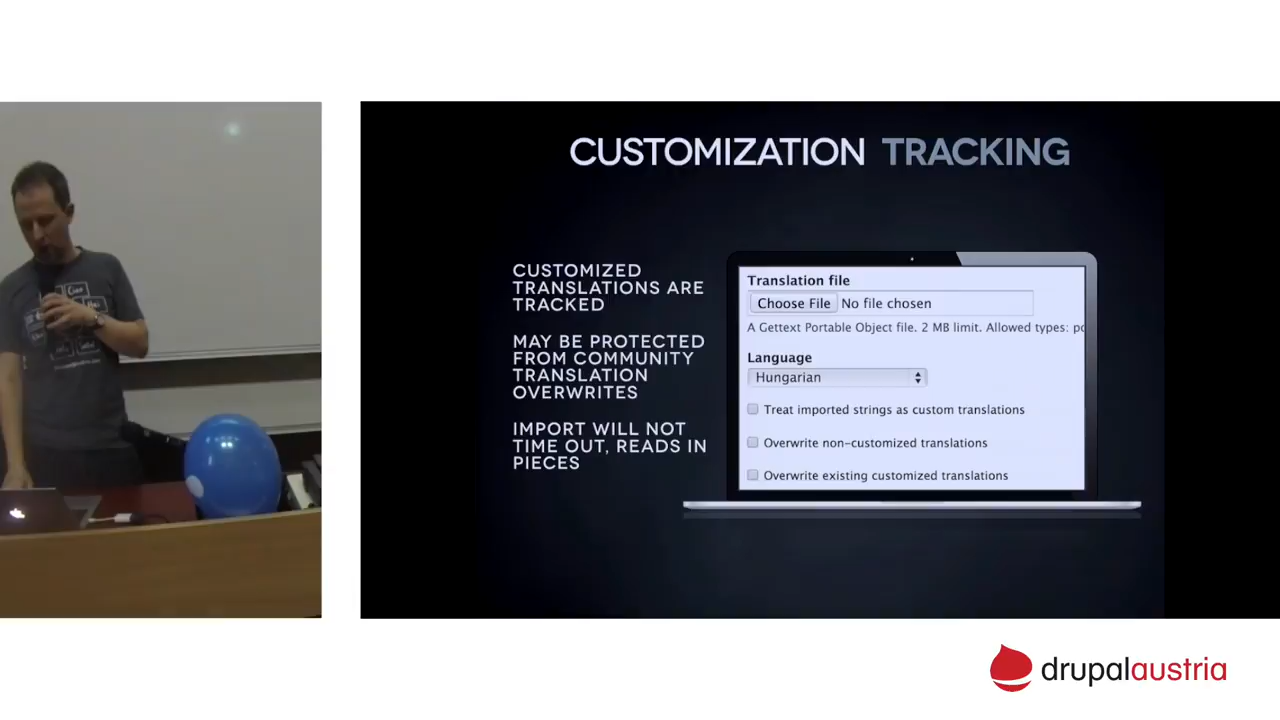 CUSTOMIZATION TRACKING
CUSTOMIZED
TRANSLATIONS ARE
TRACKED
MAY BE PROTECTED
FROM COMMUNITY
TRANSLATION
OVERWRITES
IMPORT WILL NOT
TIME OUT, READS IN
PIECES
Translation file
Choose File No file chosen
A Gettext Portable Object file. 2 MB limit. Allowed types:
Language
Hungarian
Treat imported strings as custom translations
Overwrite non-customized translations
Overwrite existing customized translations
Ciao
Hai
drupalaustria